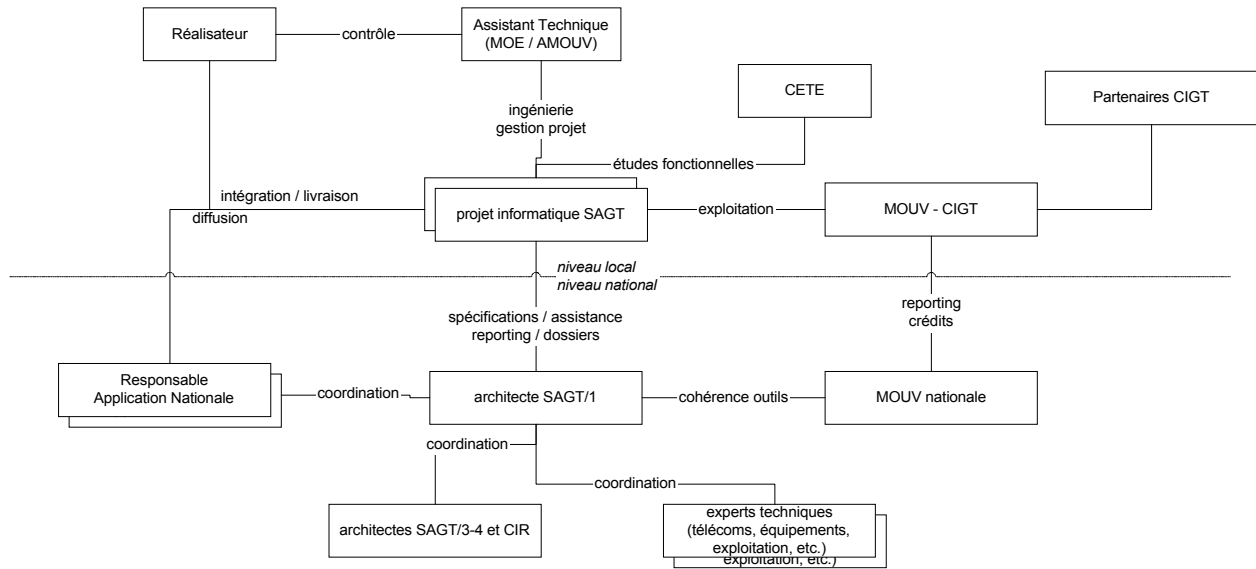 Réalisateur
contrôle
Assistant Technique
(MOE / AMOUV)
CETE
Partenaires CIGT
ingénierie
gestion projet
études fonctionnelles
intégration / livraison
diffusion
projet informatique SAGT
exploitation
MOUV - CIGT
niveau local
niveau national
spécifications / assistance
reporting / dossiers
reporting
crédits
Responsable
Application Nationale
coordination
architecte SAGT/1
cohérence outils
MOUV nationale
coordination
coordination
architectes SAGT/3-4 et CIR
experts techniques
(télécoms, équipements,
exploitation, etc.)
exploitation, etc.)